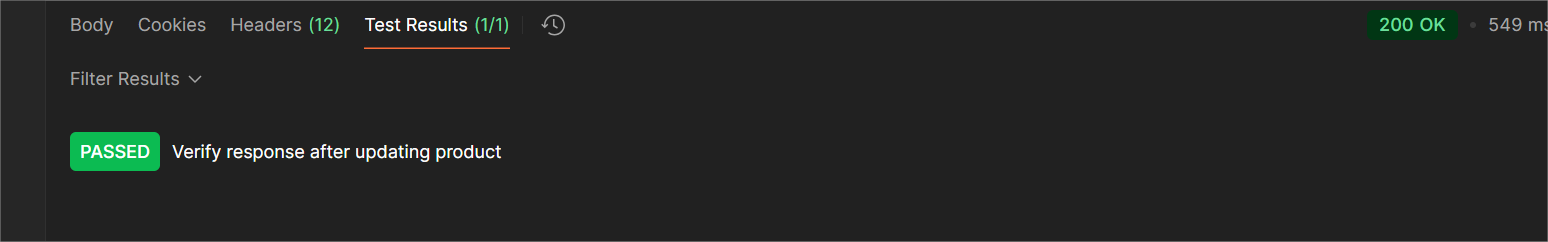 Body Cookies Headers (12) Test Results (1/1) 200 OK • 549 ms
Filter Results
PASSED Verify response after updating product